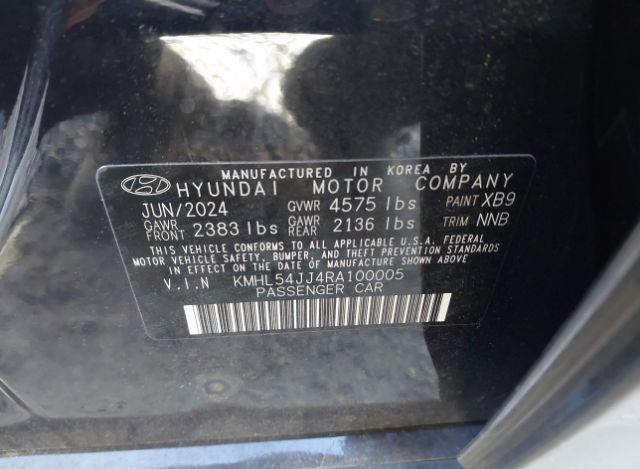 MANUFACTURED IN KOREA BY
HYUNDAI MOTOR COMPANY
JUN/2024 GVWR 4575 lbs PAINT XB9
GAWR FRONT 2383 lbs GAWR REAR 2136 lbs TRIM NNB
THIS VEHICLE CONFORMS TO ALL APPLICABLE U.S.A. FEDERAL
MOTOR VEHICLE SAFETY, BUMPER, AND THEFT PREVENTION
STANDARDS IN EFFECT ON THE DATE OF MANUFACTURE SHOWN ABOVE.
V.I.N KMHL54JJ4RA100005
PASSENGER CAR